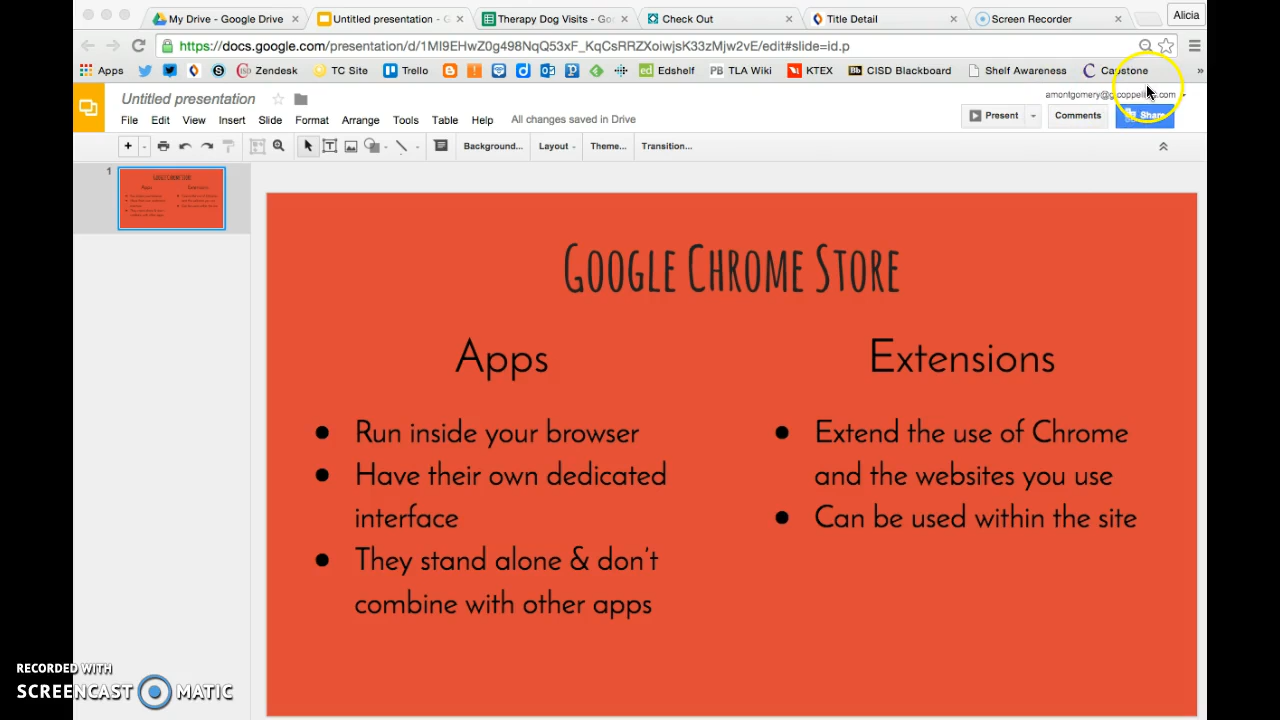 My Drive - Google Drive
Untitled presentation - G
Therapy Dog Visits - Goo
Check Out
Title Detail
Screen Recorder
Alicia
https://docs.google.com/presentation/d/1MI9EHwZ0g498NqQ53xF_KqCsRRZXoiwjsK33zMjw2vE/edit#slide=id.p
Apps
Zendesk
TC Site
Trello
Edshelf
TLA Wiki
KTEX
CISD Blackboard
Shelf Awareness
Capstone
Untitled presentation
File Edit View Insert Slide Format Arrange Tools Table Help All changes saved in Drive
Present
Comments
Share
Background...
Layout
Theme...
Transition...
1
Google Chrome Store
Apps
Run inside your browser
Have their own dedicated
interface
They stand alone & don't
combine with other apps
Extensions
Extend the use of Chrome
and the websites you use
Can be used within the site
RECORDED WITH
SCREENCAST MATIC